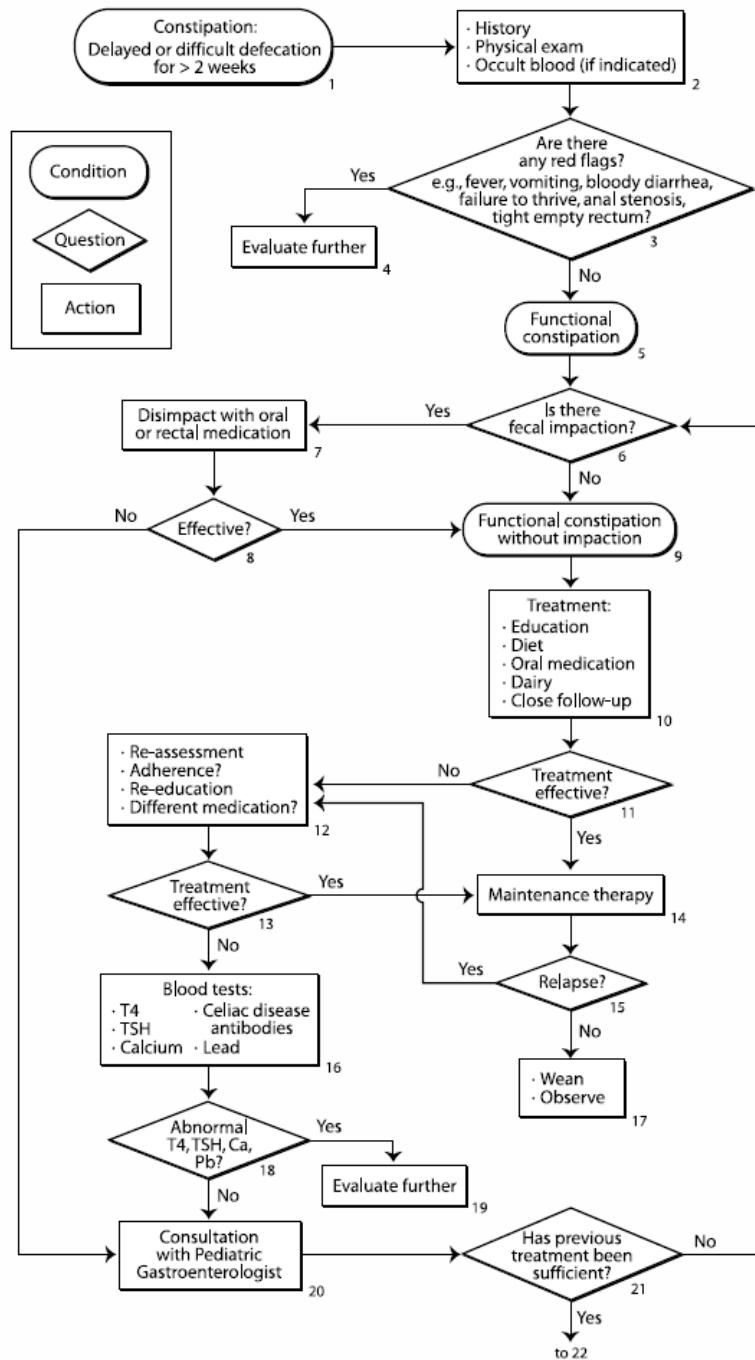 Constipation:
Delayed or difficult defecation
for > 2 weeks
1
· History
· Physical exam
· Occult blood (if indicated)
2
Condition
Question
Action
Are there
any red flags?
e.g., fever, vomiting, bloody diarrhea,
failure to thrive, anal stenosis,
tight empty rectum?
3
Yes
Evaluate further
4
No
Functional
constipation
5
Is there
fecal impaction?
6
Yes
Disimpact with oral
or rectal medication
7
No
No
Effective?
8
Yes
Functional constipation
without impaction
9
Treatment:
· Education
· Diet
· Oral medication
· Dairy
· Close follow-up
10
Treatment
effective?
11
No
· Re-assessment
· Adherence?
· Re-education
· Different medication?
12
Yes
Treatment
effective?
13
Yes
Maintenance therapy
14
No
Relapse?
15
Yes
Blood tests:
· T4
· TSH
· Calcium
· Celiac disease
antibodies
· Lead
16
No
· Wean
· Observe
17
Abnormal
T4, TSH, Ca,
Pb?
18
Yes
Evaluate further
19
No
Consultation
with Pediatric
Gastroenterologist
20
Has previous
treatment been
sufficient?
21
No
Yes
to 22